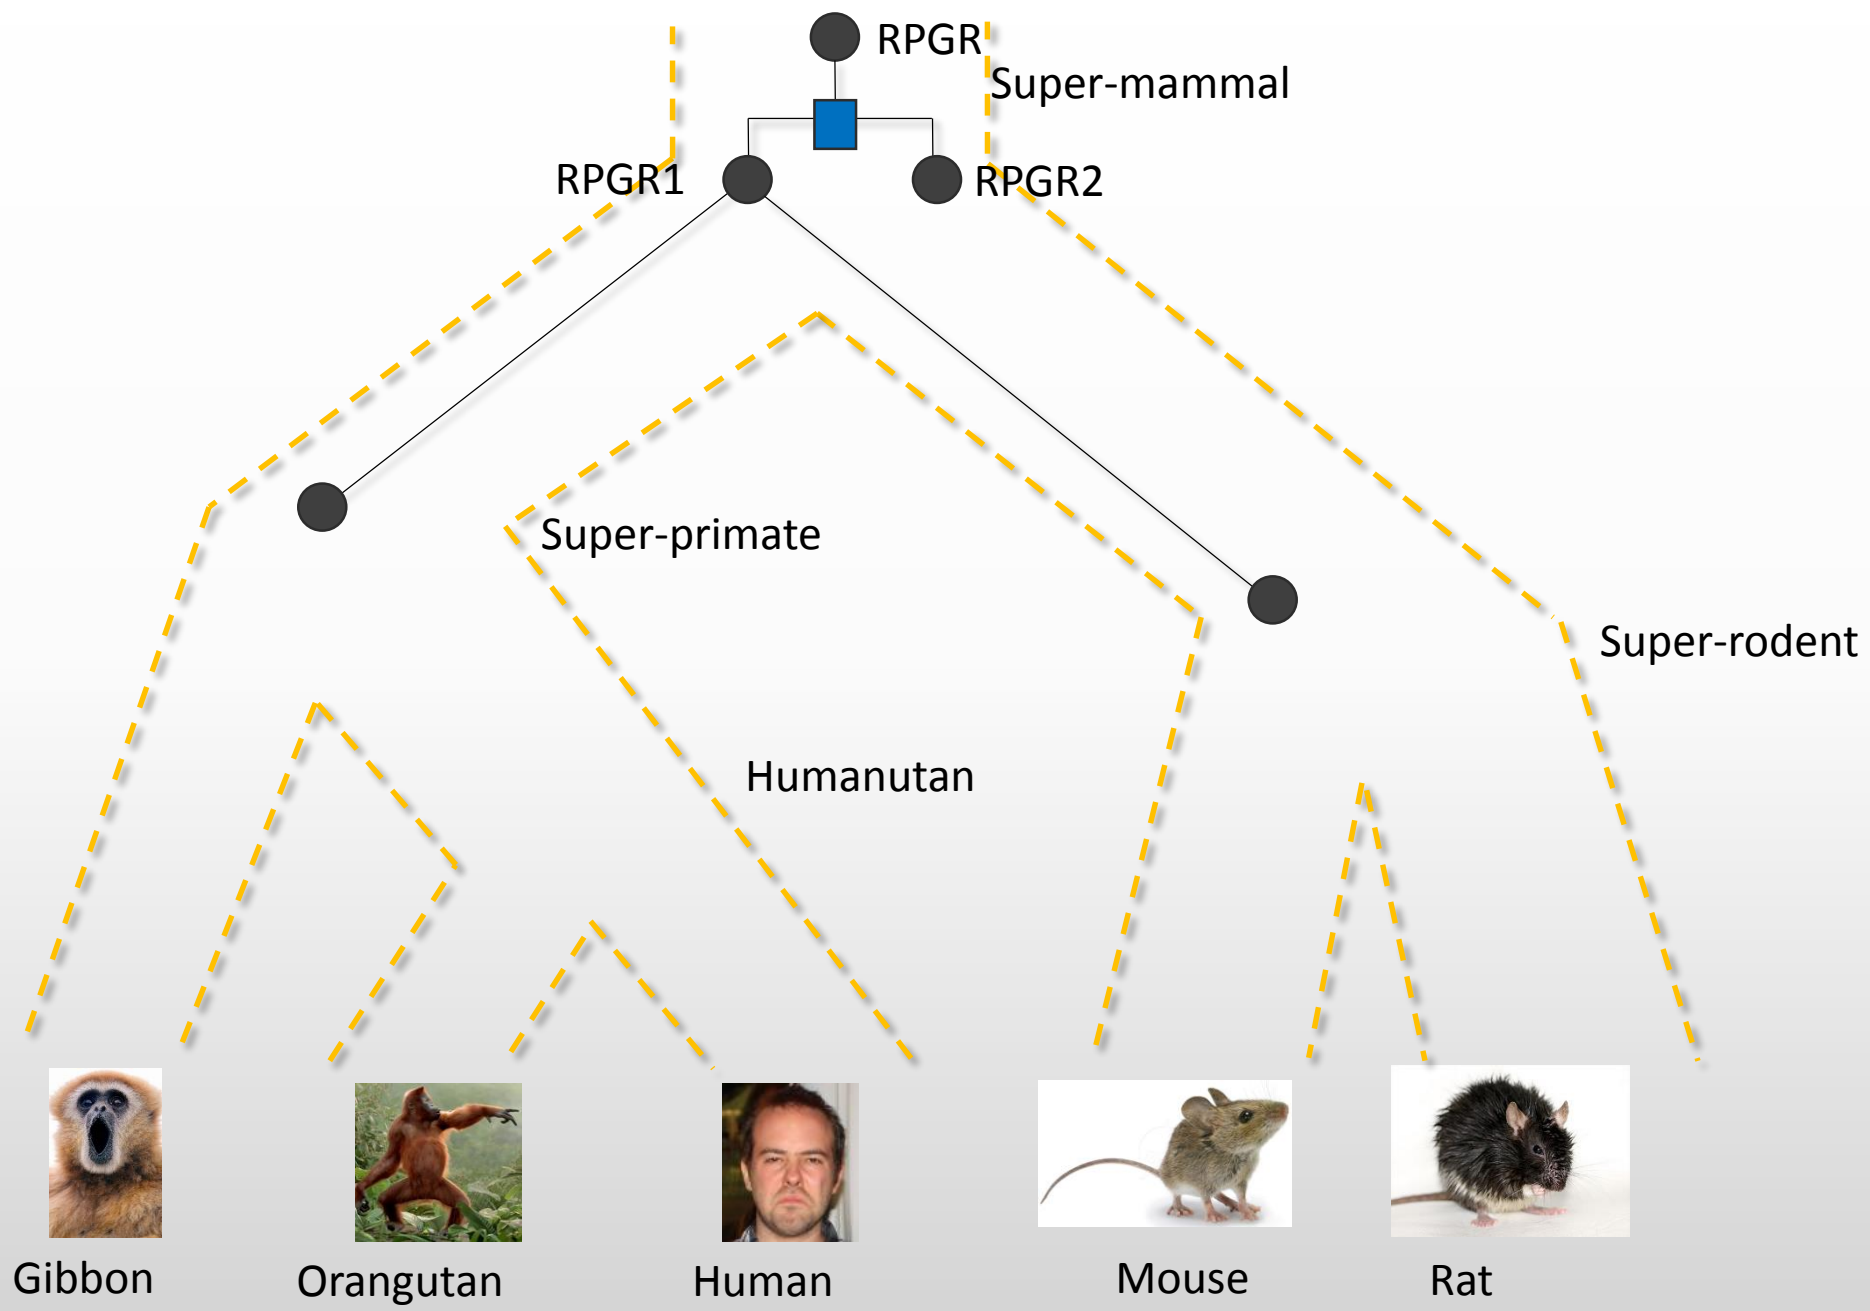 RPGR
Super-mammal
RPGR1
RPGR2
Super-primate
Super-rodent
Humanutan
Gibbon
Orangutan
Human
Mouse
Rat